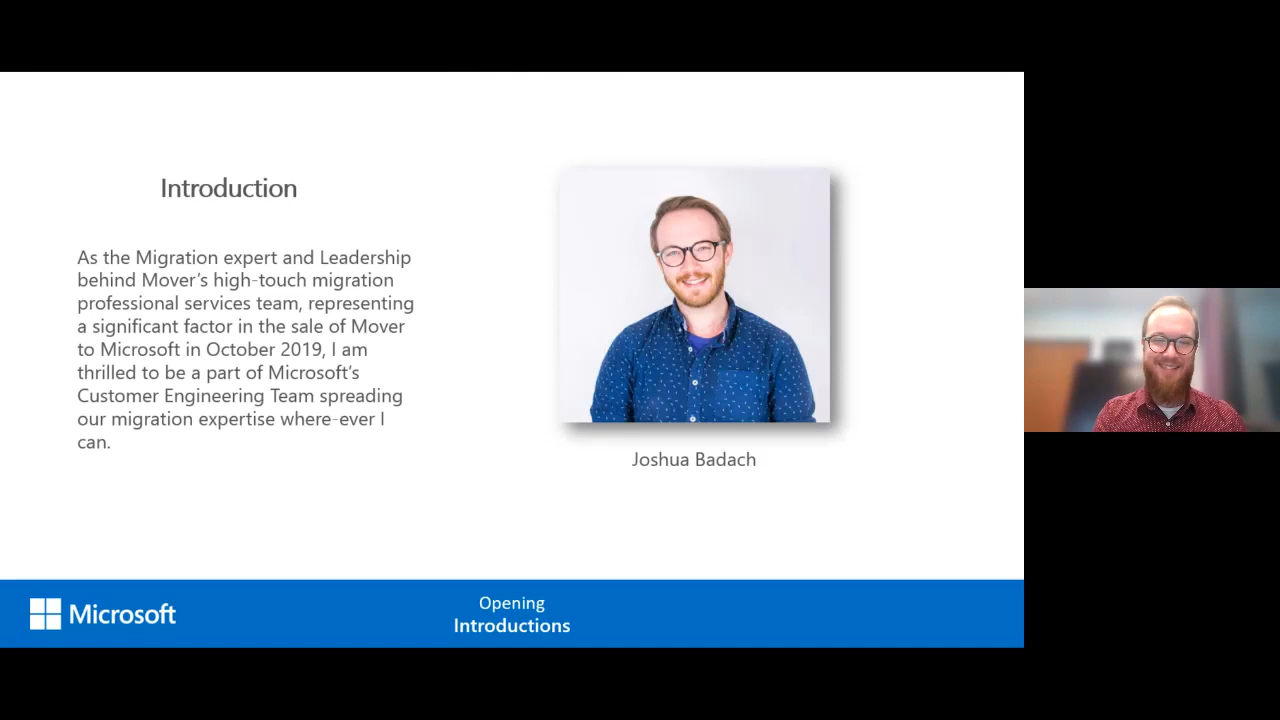 Introduction
As the Migration expert and Leadership
behind Mover's high-touch migration
professional services team, representing
a significant factor in the sale of Mover
to Microsoft in October 2019, I am
thrilled to be a part of Microsoft's
Customer Engineering Team spreading
our migration expertise where-ever I
can.
Joshua Badach
Microsoft
Opening
Introductions